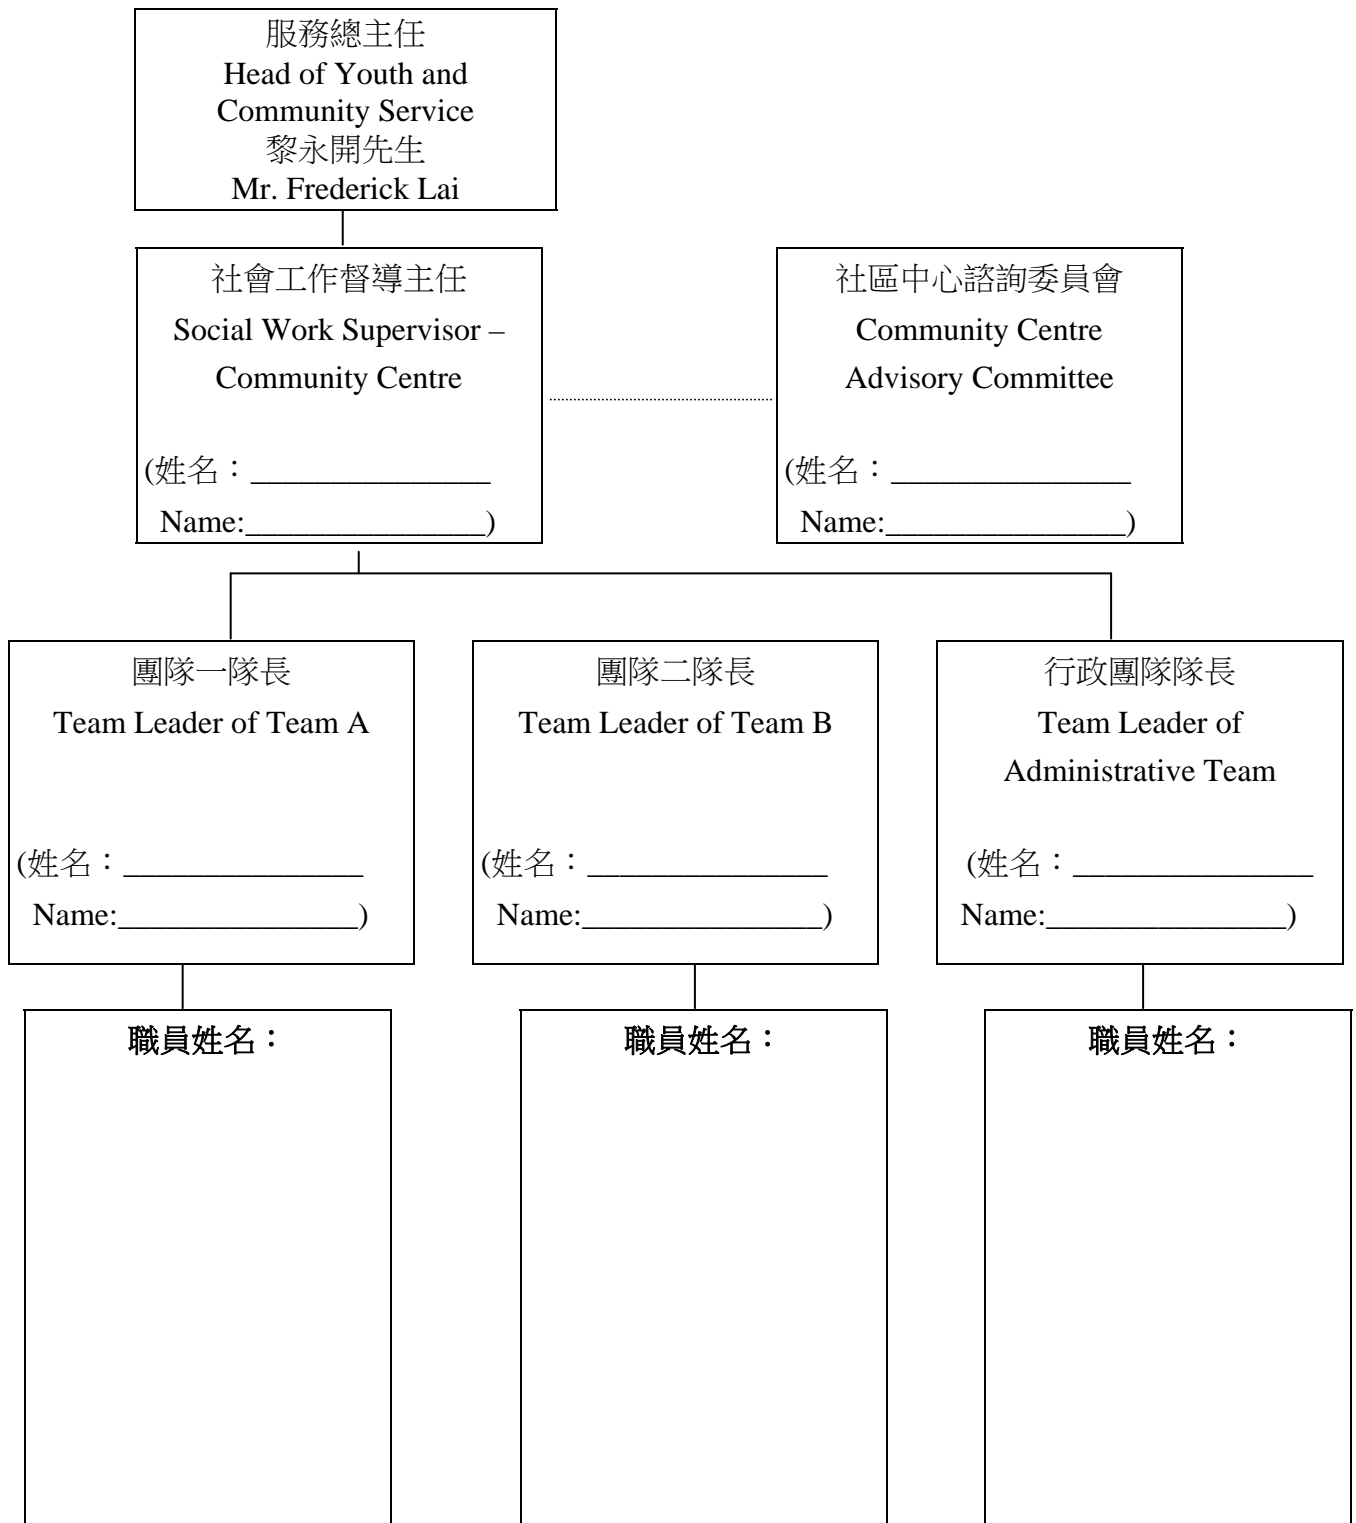 服務總主任
Head of Youth and
Community Service
黎永開先生
Mr. Frederick Lai
社會工作督導主任
Social Work Supervisor –
Community Centre
(姓名：_______________
Name:_______________)
社區中心諮詢委員會
Community Centre
Advisory Committee
(姓名：_______________
Name:_______________)
團隊一隊長
Team Leader of Team A
(姓名：_______________
Name:_______________)
團隊二隊長
Team Leader of Team B
(姓名：_______________
Name:_______________)
行政團隊隊長
Team Leader of
Administrative Team
(姓名：_______________
Name:_______________)
職員姓名：
職員姓名：
職員姓名：